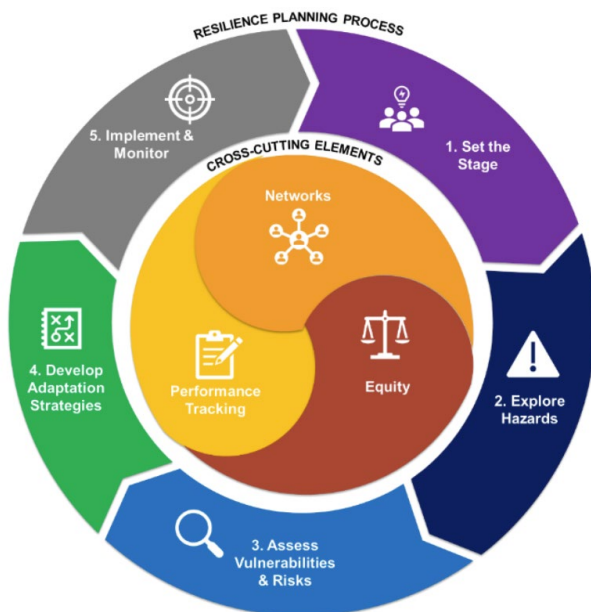 RESILIENCE PLANNING PROCESS
1. Set the
Stage
2. Explore
Hazards
3. Assess
Vulnerabilities
& Risks
4. Develop
Adaptation
Strategies
5. Implement &
Monitor
CROSS-CUTTING ELEMENTS
Networks
Equity
Performance
Tracking